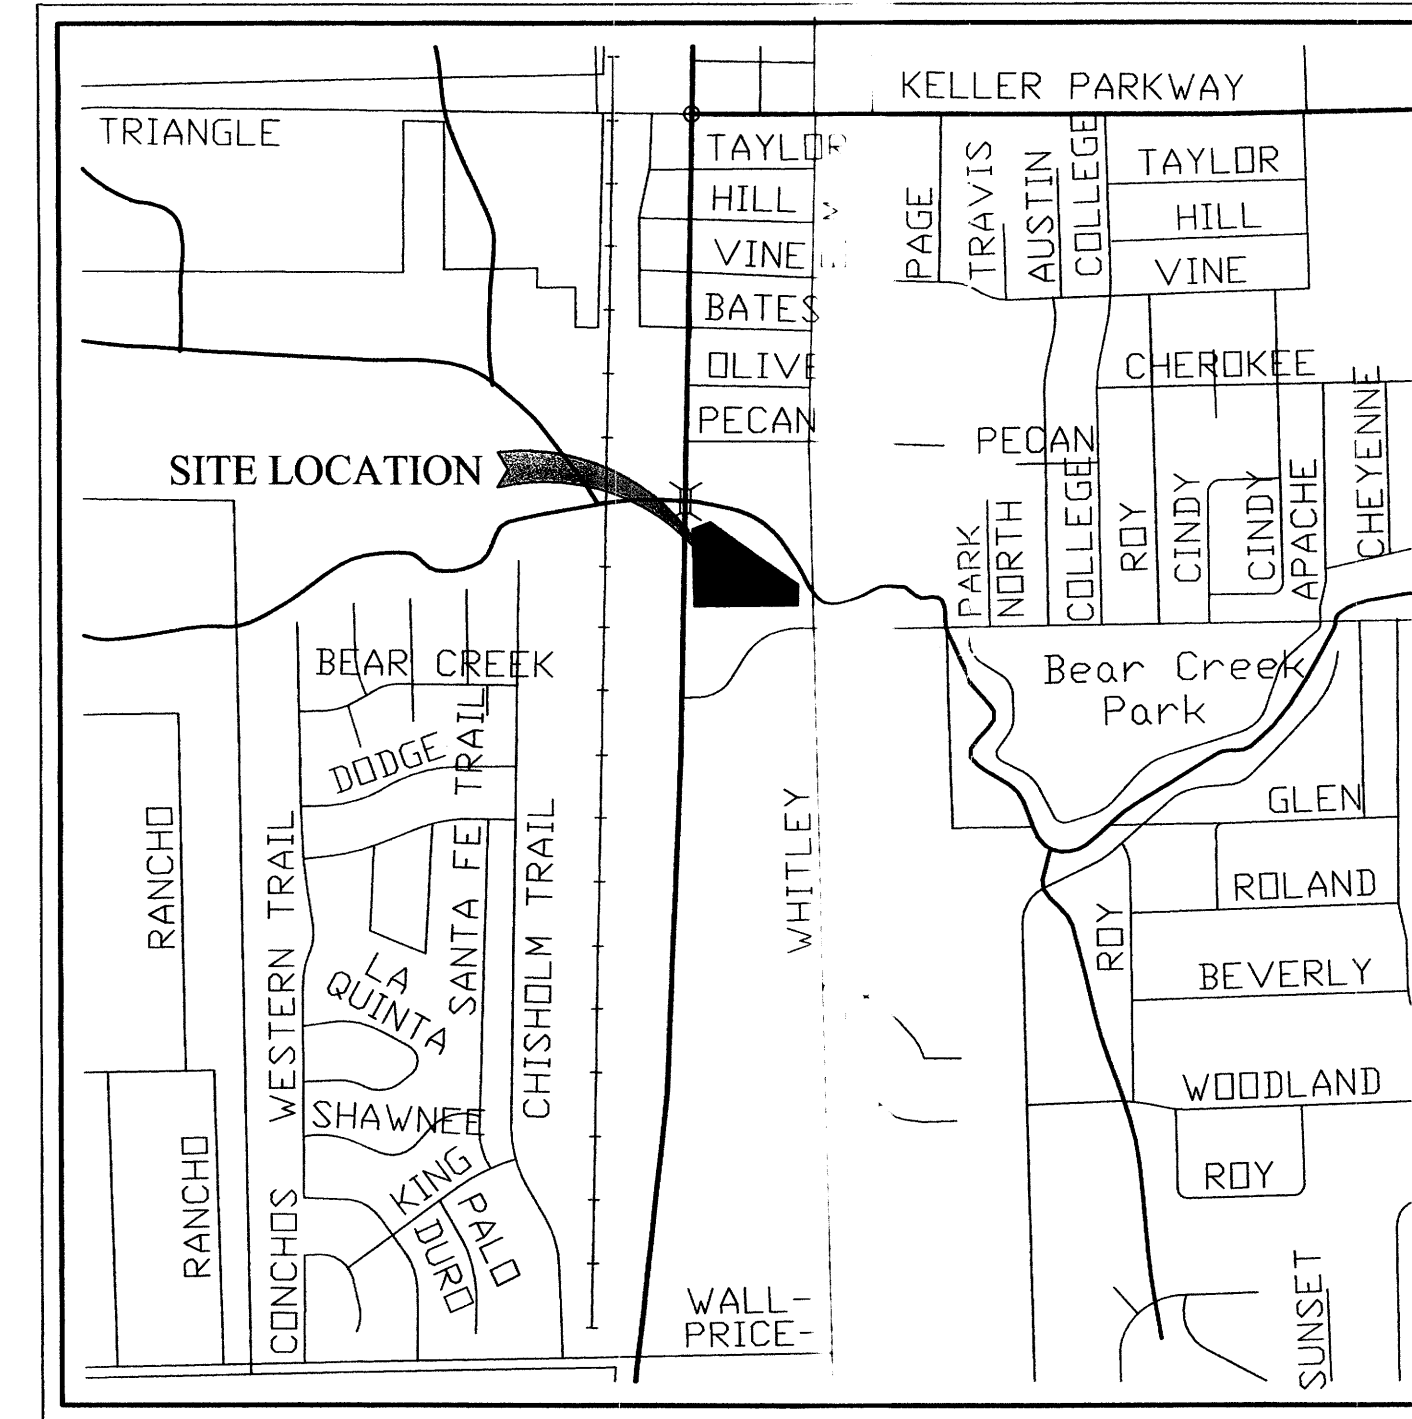 KELLER PARKWAY
TRIANGLE
TAYLOR
HILL
VINE
BATES
OLIVE
PECAN
PAGE
TRAVIS
AUSTIN
COLLEGE
TAYLOR
HILL
VINE
CHEROKEE
CHEYENNE
PECAN
SITE LOCATION
PARK
NORTH
COLLEGE
ROY
CINDY
CINDY
APACHE
BEAR CREEK
Bear Creek
Park
DODGE
SANTA FE TRAIL
GLEN
RANCHO
WESTERN TRAIL
CHISHOLM TRAIL
WHITLEY
ROLAND
ROY
BEVERLY
LA
QUINTA
WOODLAND
SHAWNEE
ROY
KING
RANCHO
CONCHOS
DURO
PALO
WALL-
PRICE-
SUNSET